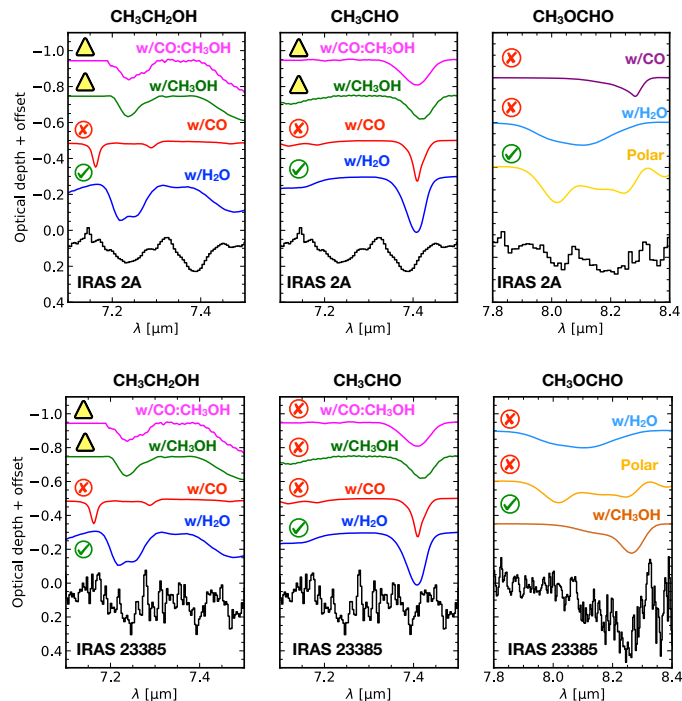 CH₃CH₂OH
CH₃CHO
CH₃OCHO
Optical depth + offset
−1.0
−0.8
−0.6
−0.4
−0.2
0.0
0.2
0.4
w/CO:CH₃OH
w/CH₃OH
w/CO
w/H₂O
IRAS 2A
7.2
7.4
λ [µm]
w/CO:CH₃OH
w/CH₃OH
w/CO
w/H₂O
IRAS 2A
7.2
7.4
λ [µm]
w/CO
w/H₂O
Polar
IRAS 2A
7.8
8.0
8.2
8.4
λ [µm]
CH₃CH₂OH
CH₃CHO
CH₃OCHO
Optical depth + offset
−1.0
−0.8
−0.6
−0.4
−0.2
0.0
0.2
0.4
w/CO:CH₃OH
w/CH₃OH
w/CO
w/H₂O
IRAS 23385
7.2
7.4
λ [µm]
w/CO:CH₃OH
w/CH₃OH
w/CO
w/H₂O
IRAS 23385
7.2
7.4
λ [µm]
w/H₂O
Polar
w/CH₃OH
IRAS 23385
7.8
8.0
8.2
8.4
λ [µm]